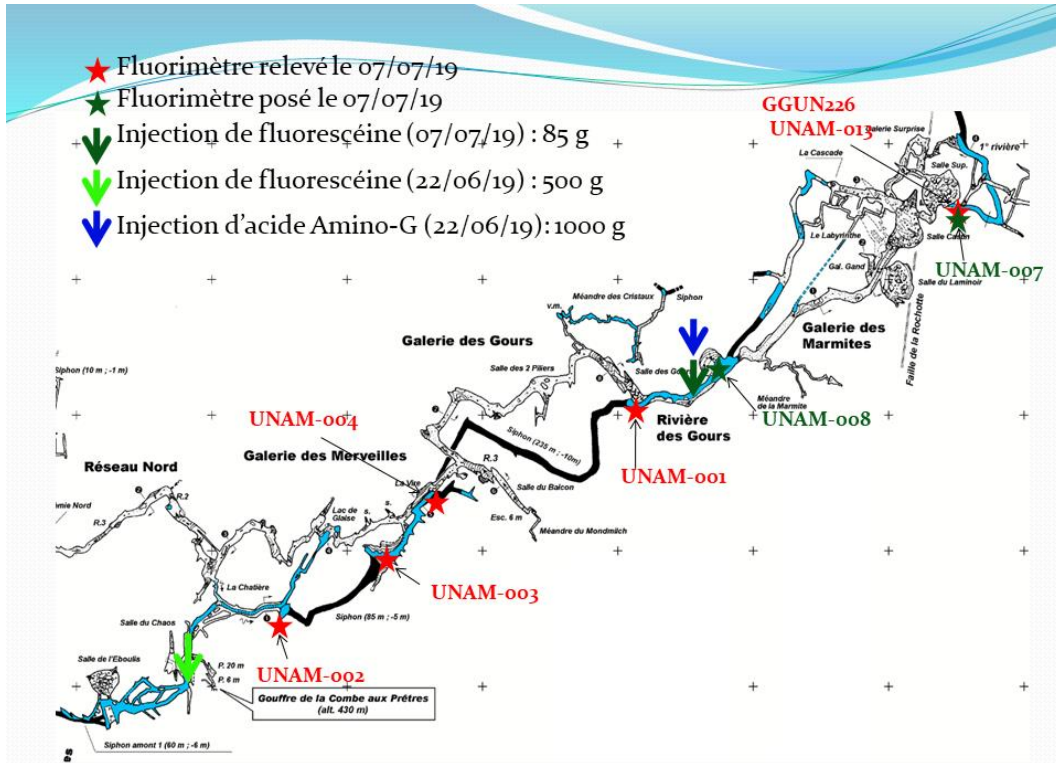 Fluorimètre relevé le 07/07/19
Fluorimètre posé le 07/07/19
Injection de fluorescéine (07/07/19) : 85 g
Injection de fluorescéine (22/06/19) : 500 g
Injection d'acide Amino-G (22/06/19): 1000 g
GGUN226
UNAM-013
Galerie Surprise
1° rivière
La Cascade
Salle Sup.
Le Labyrinthe
Salle Cason
UNAM-007
Gal. Gand
Salle du Laminoir
Méandre des Cristaux
Siphon
v.m.
Galerie des Marmites
Faille de la Rochotte
Galerie des Gours
Salle des 2 Piliers
Salle des Gours
Siphon (10 m ; -1 m)
Méandre de la Marmite
UNAM-008
UNAM-004
Rivière des Gours
Siphon (235 m ; -10m)
Galerie des Merveilles
R.3
UNAM-001
Réseau Nord
La Vire
Salle du Balcon
R.2
Lac de Glaise
s.
s.
Esc. 6 m
Méandre du Mondmilch
R.3
La Chatière
UNAM-003
Salle du Chaos
Siphon (85 m ; -5 m)
Salle de l'Eboulis
P. 20 m
P. 6 m
UNAM-002
Gouffre de la Combe aux Prêtres
(alt. 430 m)
Siphon amont 1 (60 m ; -6 m)